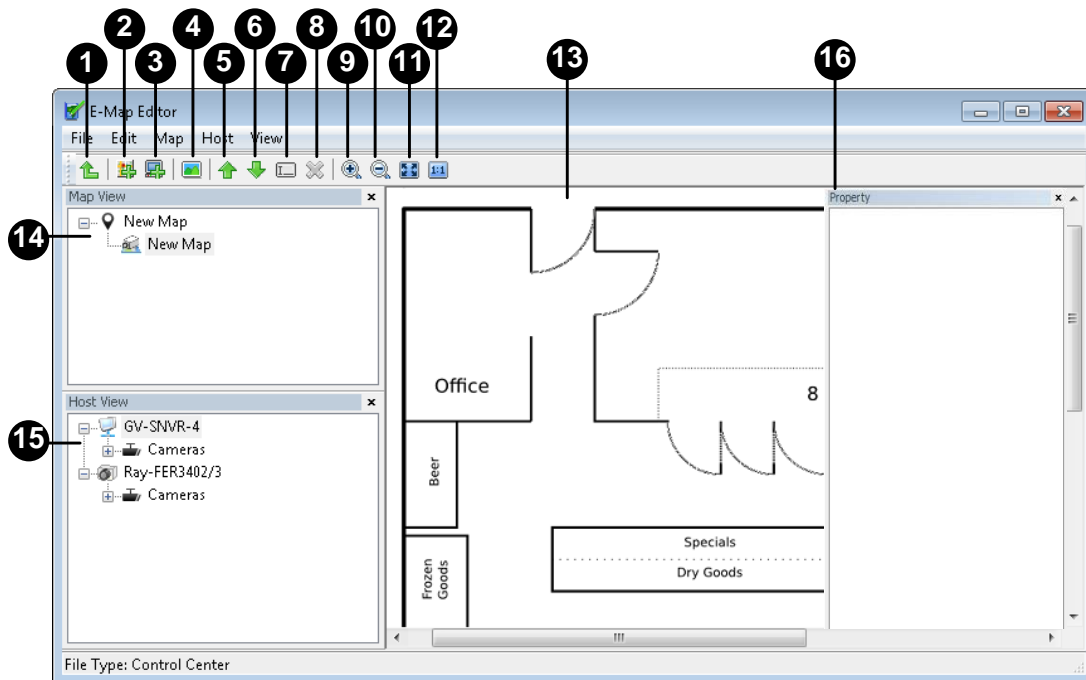 1
2
3
4
5
6
7
8
9
10
11
12
13
16
E-Map Editor
File Edit Map Host View
1:1
Map View
Property
14
New Map
New Map
Office
8
Host View
15
GV-SNVR-4
Cameras
Ray-FER3402/3
Cameras
Beer
Specials
Dry Goods
Frozen
Goods
File Type: Control Center